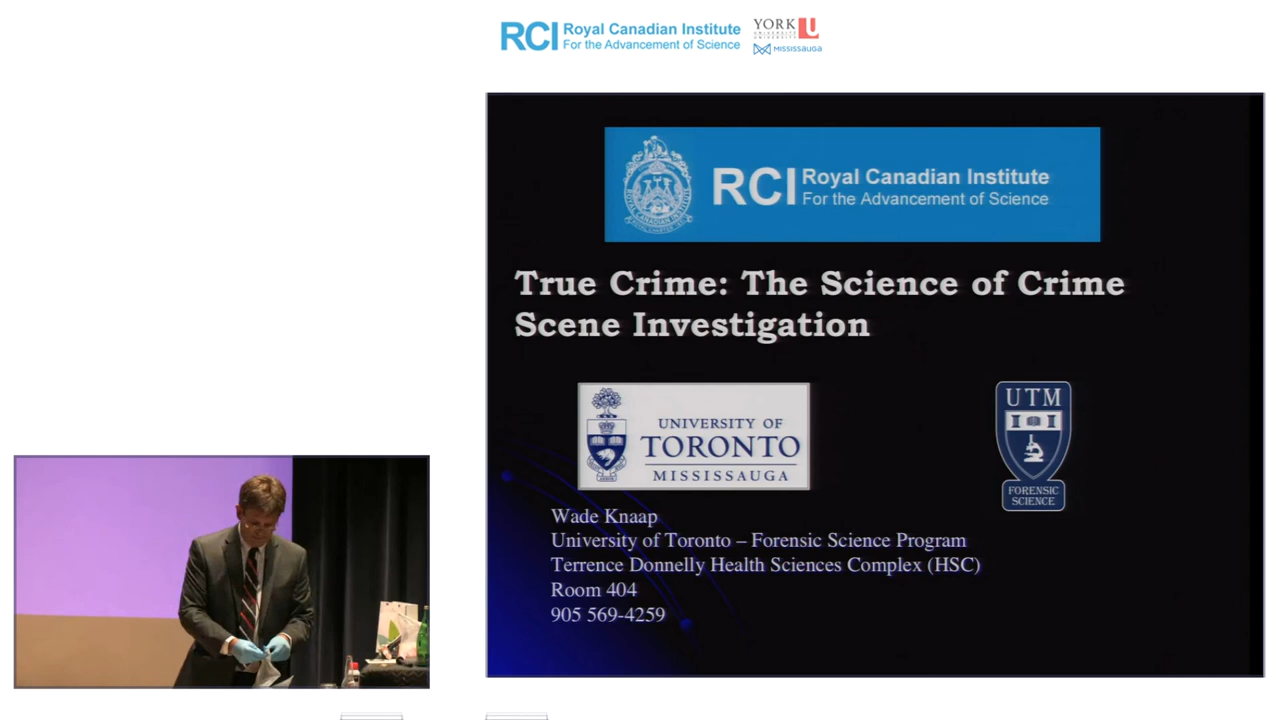 RCI Royal Canadian Institute
For the Advancement of Science
YORK U
UNIVERSITÉ
UNIVERSITY
MISSISSAUGA
RCI Royal Canadian Institute
For the Advancement of Science
True Crime: The Science of Crime
Scene Investigation
UNIVERSITY OF
TORONTO
MISSISSAUGA
UTM
FORENSIC
SCIENCE
Wade Knaap
University of Toronto – Forensic Science Program
Terrence Donnelly Health Sciences Complex (HSC)
Room 404
905 569-4259